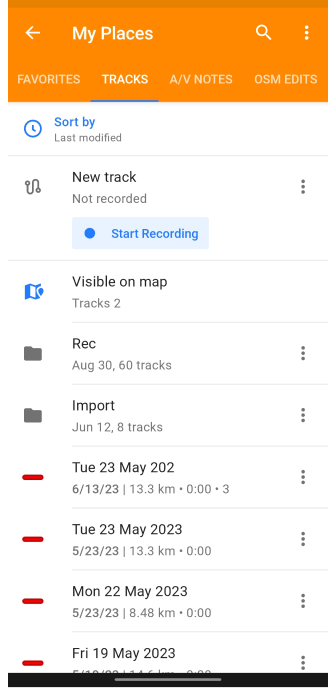 My Places
FAVORITES TRACKS A/V NOTES OSM EDITS
Sort by
Last modified
New track
Not recorded
Start Recording
Visible on map
Tracks 2
Rec
Aug 30, 60 tracks
Import
Jun 12, 8 tracks
Tue 23 May 202
6/13/23 | 13.3 km • 0:00 • 3
Tue 23 May 2023
5/23/23 | 13.3 km • 0:00
Mon 22 May 2023
5/23/23 | 8.48 km • 0:00
Fri 19 May 2023